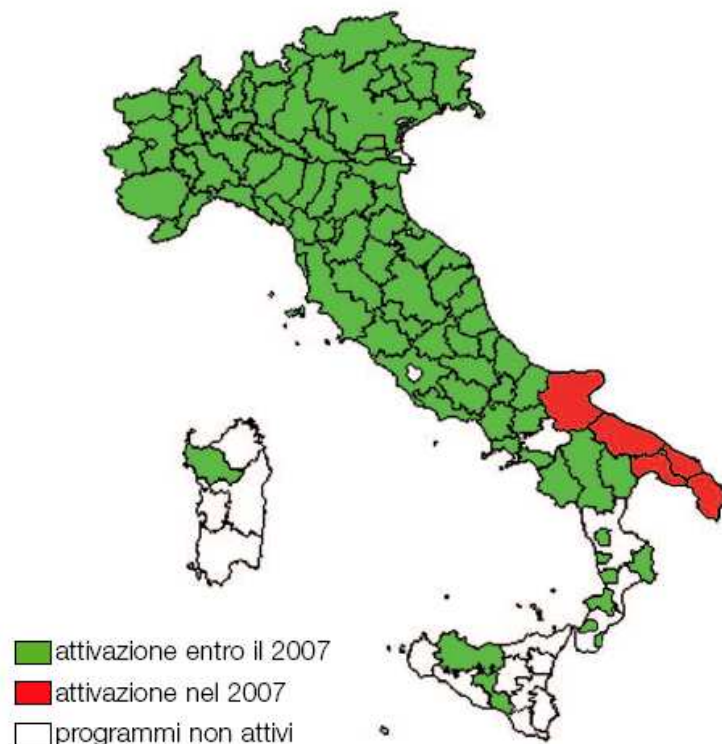 attivazione entro il 2007
attivazione nel 2007
programmi non attivi